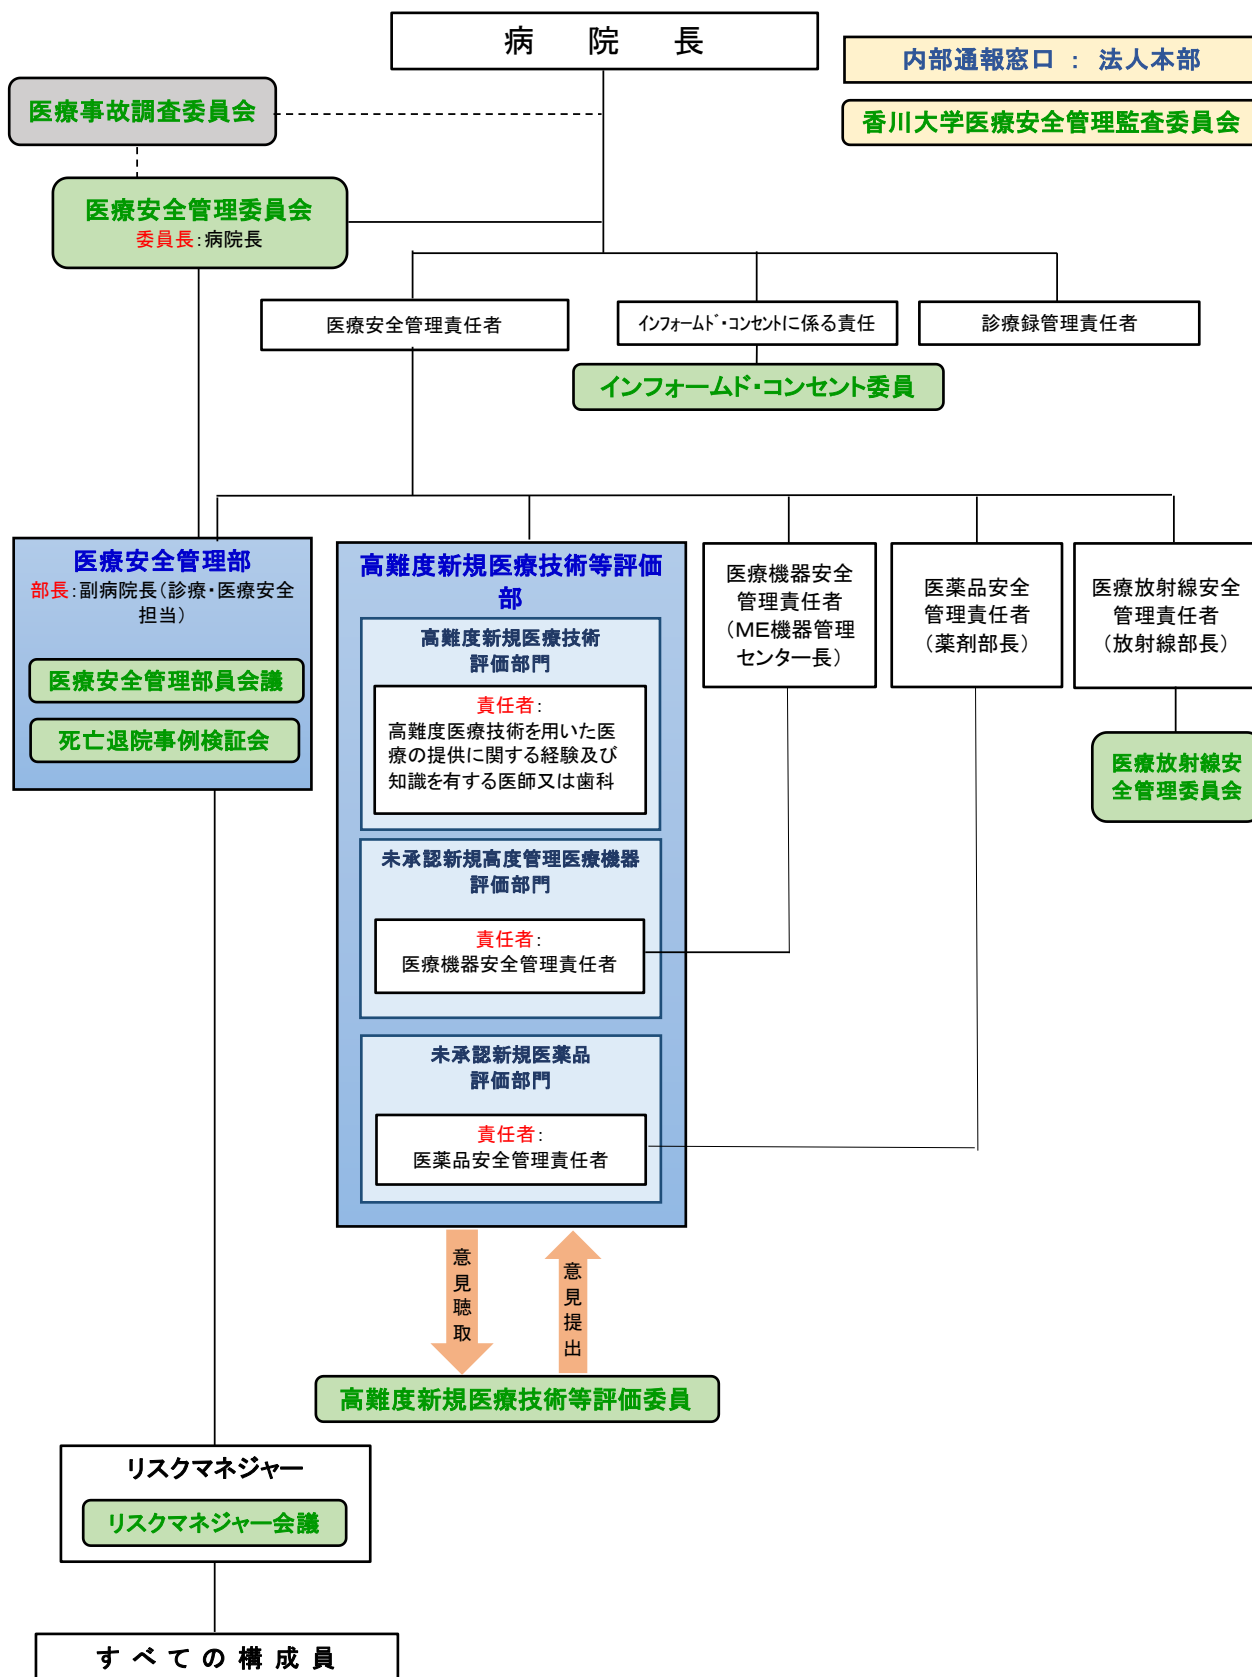 病　院　長
内部通報窓口 ： 法人本部
医療事故調査委員会
香川大学医療安全管理監査委員会
医療安全管理委員会
委員長：病院長
医療安全管理責任者
インフォームド・コンセントに係る責任
診療録管理責任者
インフォームド・コンセント委員
医療安全管理部
部長：副病院長（診療・医療安全
担当）
医療安全管理部員会議
死亡退院事例検証会
高難度新規医療技術等評価
部
高難度新規医療技術
評価部門
責任者：
高難度医療技術を用いた医
療の提供に関する経験及び
知識を有する医師又は歯科
未承認新規高度管理医療機器
評価部門
責任者：
医療機器安全管理責任者
未承認新規医薬品
評価部門
責任者：
医薬品安全管理責任者
医療機器安全
管理責任者
（ＭＥ機器管理
センター長）
医薬品安全
管理責任者
（薬剤部長）
医療放射線安全
管理責任者
（放射線部長）
医療放射線安
全管理委員会
意見聴取
意見提出
高難度新規医療技術等評価委員
リスクマネジャー
リスクマネジャー会議
す べ て の 構 成 員